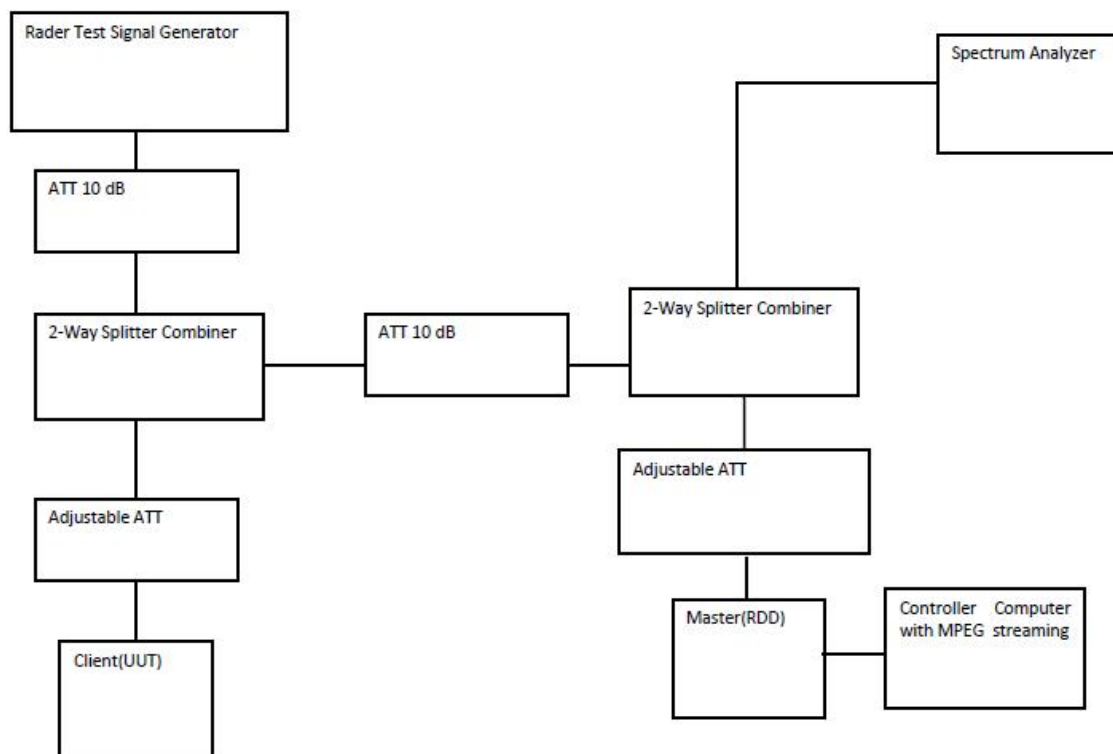 Rader Test Signal Generator
Spectrum Analyzer
ATT 10 dB
2-Way Splitter Combiner
ATT 10 dB
2-Way Splitter Combiner
Adjustable ATT
Adjustable ATT
Master(RDD)
Controller Computer
with MPEG streaming
Client(UUT)